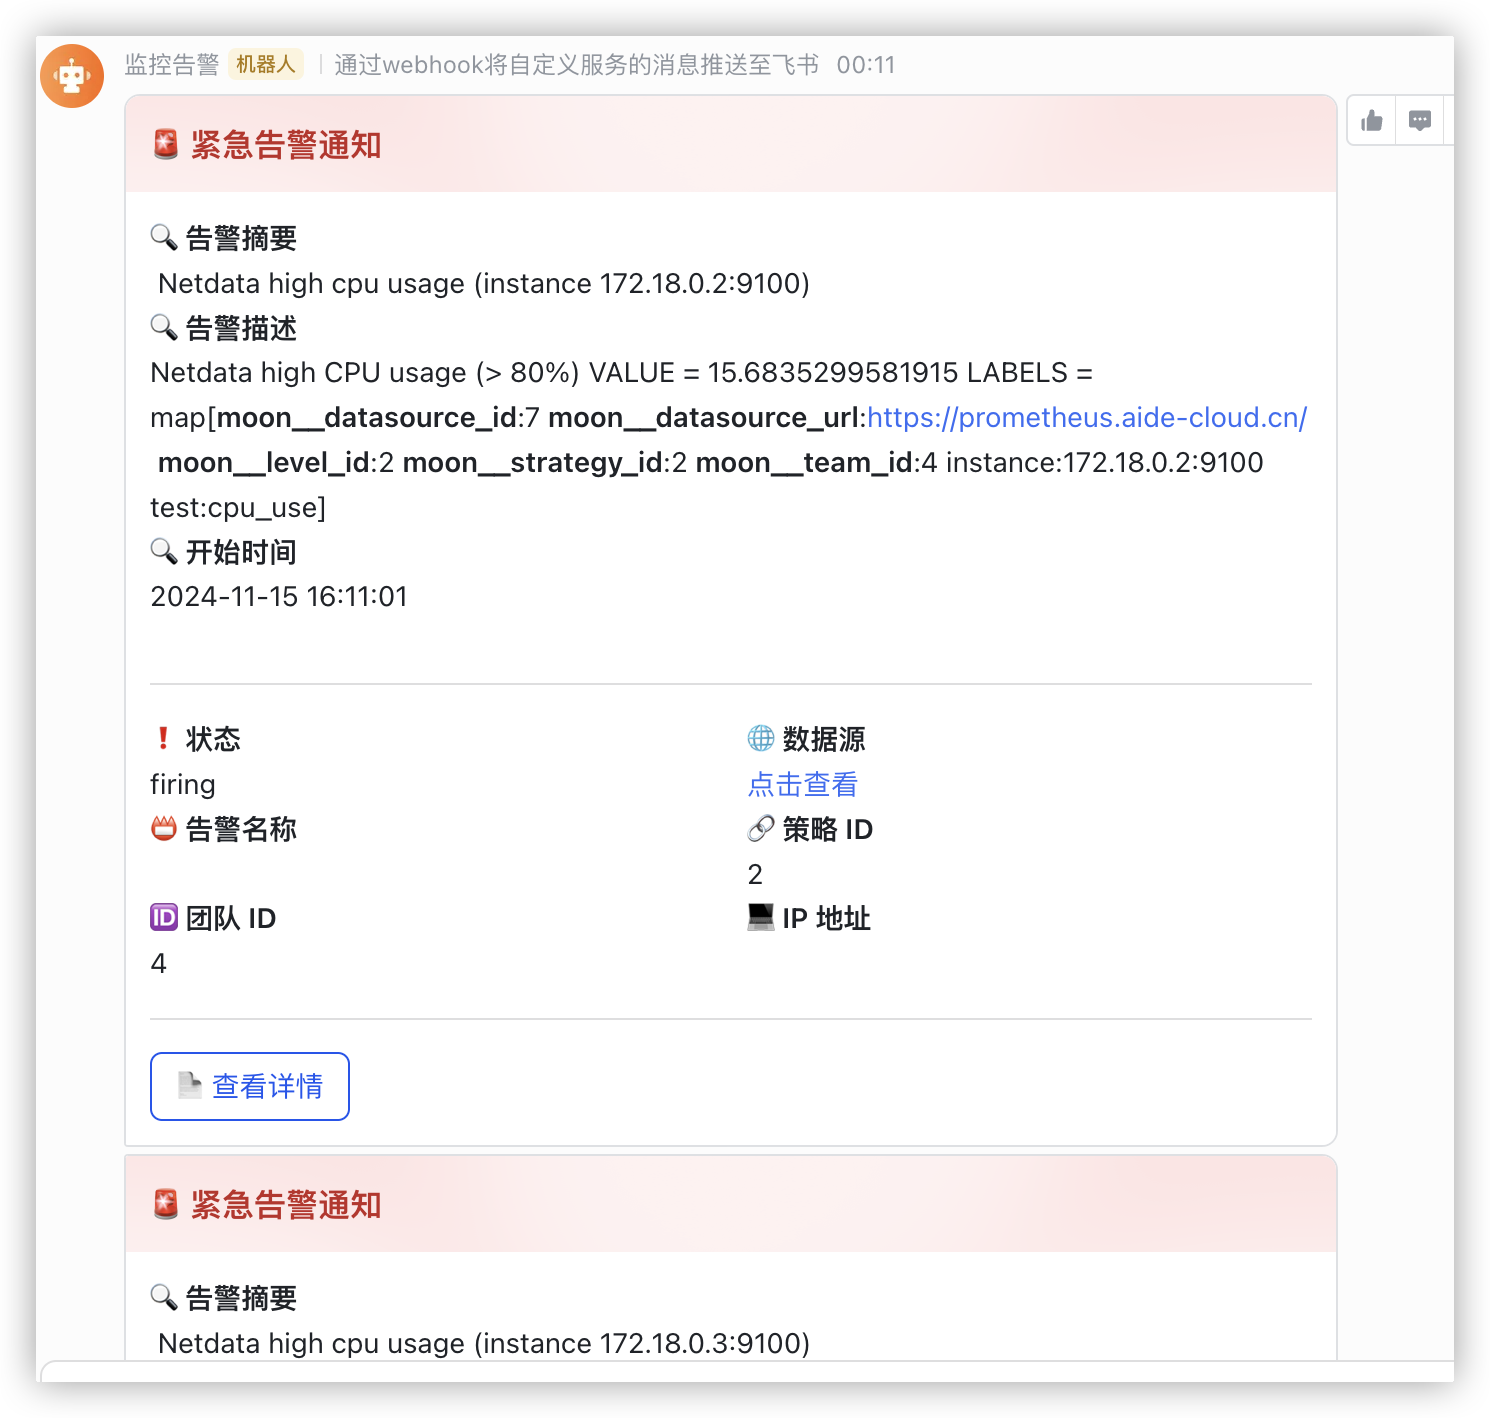 监控告警 机器人 通过webhook将自定义服务的消息推送至飞书 00:11
紧急告警通知
告警摘要
Netdata high cpu usage (instance 172.18.0.2:9100)
告警描述
Netdata high CPU usage (> 80%) VALUE = 15.6835299581915 LABELS =
map[moon__datasource_id:7 moon__datasource_url:https://prometheus.aide-cloud.cn/
moon__level_id:2 moon__strategy_id:2 moon__team_id:4 instance:172.18.0.2:9100
test:cpu_use]
开始时间
2024-11-15 16:11:01
状态
firing
告警名称
团队 ID
4
数据源
点击查看
策略 ID
2
IP 地址
查看详情
紧急告警通知
告警摘要
Netdata high cpu usage (instance 172.18.0.3:9100)